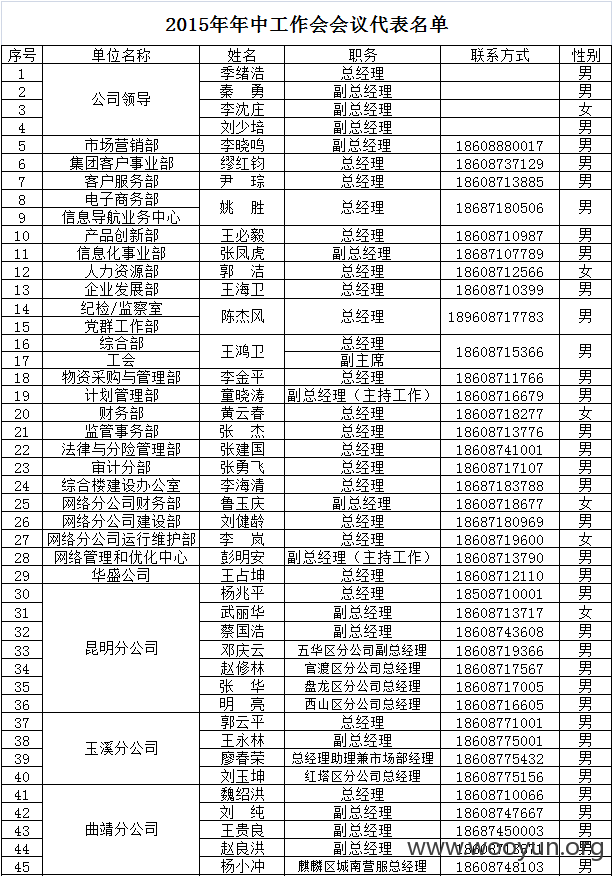 2015年年中工作会会议代表名单
序号 单位名称 姓名 职务 联系方式 性别
1 公司领导 季绪浩 总经理 男
2 秦 勇 副总经理 男
3 李沈庄 副总经理 女
4 刘少培 副总经理 男
5 市场营销部 李晓鸣 副总经理 18608880017 男
6 集团客户事业部 缪红钧 总经理 18608737129 男
7 客户服务部 尹 琮 总经理 18608713885 男
8 电子商务部 姚 胜 总经理 18687180506 男
9 信息导航业务中心
10 产品创新部 王必毅 总经理 18608710987 男
11 信息化事业部 张凤虎 副总经理 18687107789 男
12 人力资源部 郭 洁 总经理 18608712566 女
13 企业发展部 王海卫 总经理 18608710399 男
14 纪检/监察室 陈杰风 总经理 189608717783 男
15 党群工作部
16 综合部 王鸿卫 总经理 18608715366 男
17 工会 副主席
18 物资采购与管理部 李金平 总经理 18608711766 男
19 计划管理部 童晓涛 副总经理（主持工作） 18608716679 男
20 财务部 黄云春 总经理 18608718277 女
21 监管事务部 张 杰 总经理 18608713776 男
22 法律与分险管理部 张建国 总经理 18608741001 男
23 审计分部 张勇飞 总经理 18608717107 男
24 综合楼建设办公室 李海清 总经理 18687183788 男
25 网络分公司财务部 鲁玉庆 副总经理 18608718677 女
26 网络分公司建设部 刘健龄 总经理 18687180969 男
27 网络分公司运行维护部 李 岚 总经理 18608719600 女
28 网络管理和优化中心 彭明安 副总经理（主持工作） 18608713790 男
29 华盛公司 王占坤 总经理 18608712110 男
30 昆明分公司 杨兆平 总经理 18508710001 男
31 武丽华 副总经理 18608713717 女
32 蔡国浩 副总经理 18608743608 男
33 邓庆云 五华区分公司副总经理 18608719366 男
34 赵修林 官渡区分公司总经理 18608717567 男
35 张 华 盘龙区分公司总经理 18608717005 男
36 明 亮 西山区分公司总经理 18608716605 男
37 玉溪分公司 郭云平 总经理 18608771001 男
38 王永林 副总经理 18608775001 男
39 廖春荣 总经理助理兼市场部经理 18608775432 男
40 刘玉坤 红塔区分公司总经理 18608775156 男
41 曲靖分公司 魏绍洪 总经理 18608710066 男
42 刘 纯 副总经理 18608747667 男
43 王贵良 副总经理 18687450003 男
44 赵良洪 副总经理 男
45 杨小冲 麒麟区城南营服总经理 18608748103 男
www.wooyun.org